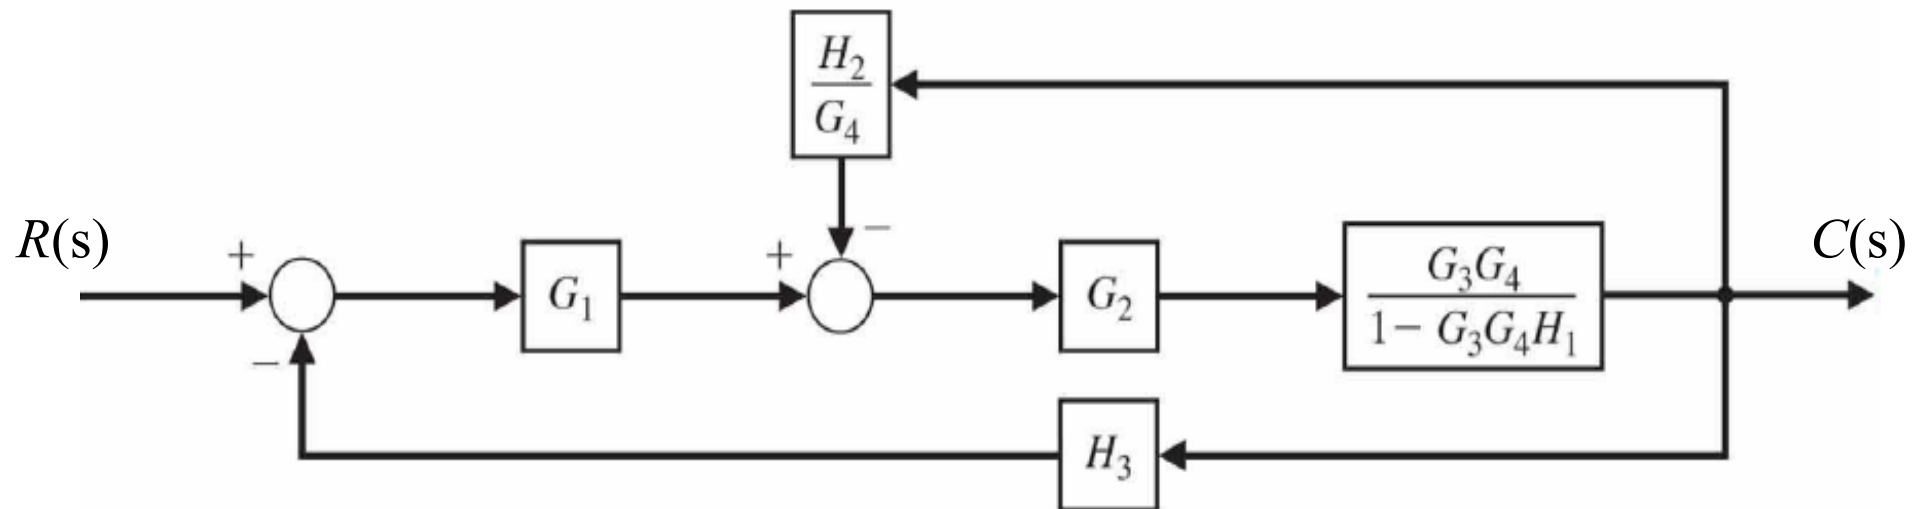 H₂
G₄
R(s)
+
−
G₁
+
−
G₂
G₃G₄
1− G₃G₄H₁
C(s)
H₃